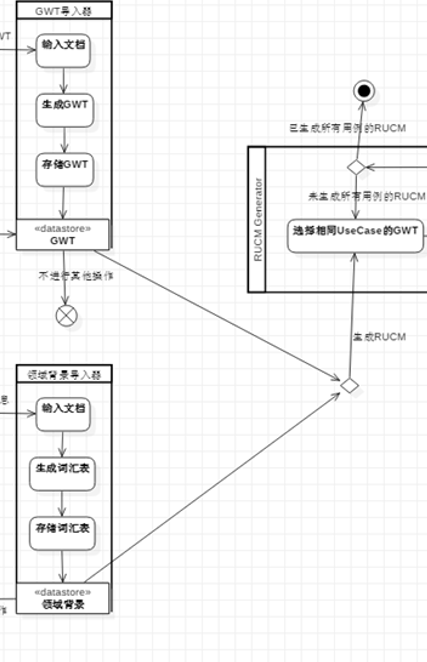 GWT导入器
WT
输入文档
生成GWT
存储GWT
«datastore»
GWT
不进行其他操作
已生成所有用例的RUCM
未生成所有用例的RUCM
RUCM Generator
选择相同UseCase的GWT
生成RUCM
领域背景导入器
息
输入文档
生成词汇表
存储词汇表
«datastore»
领域背景
作